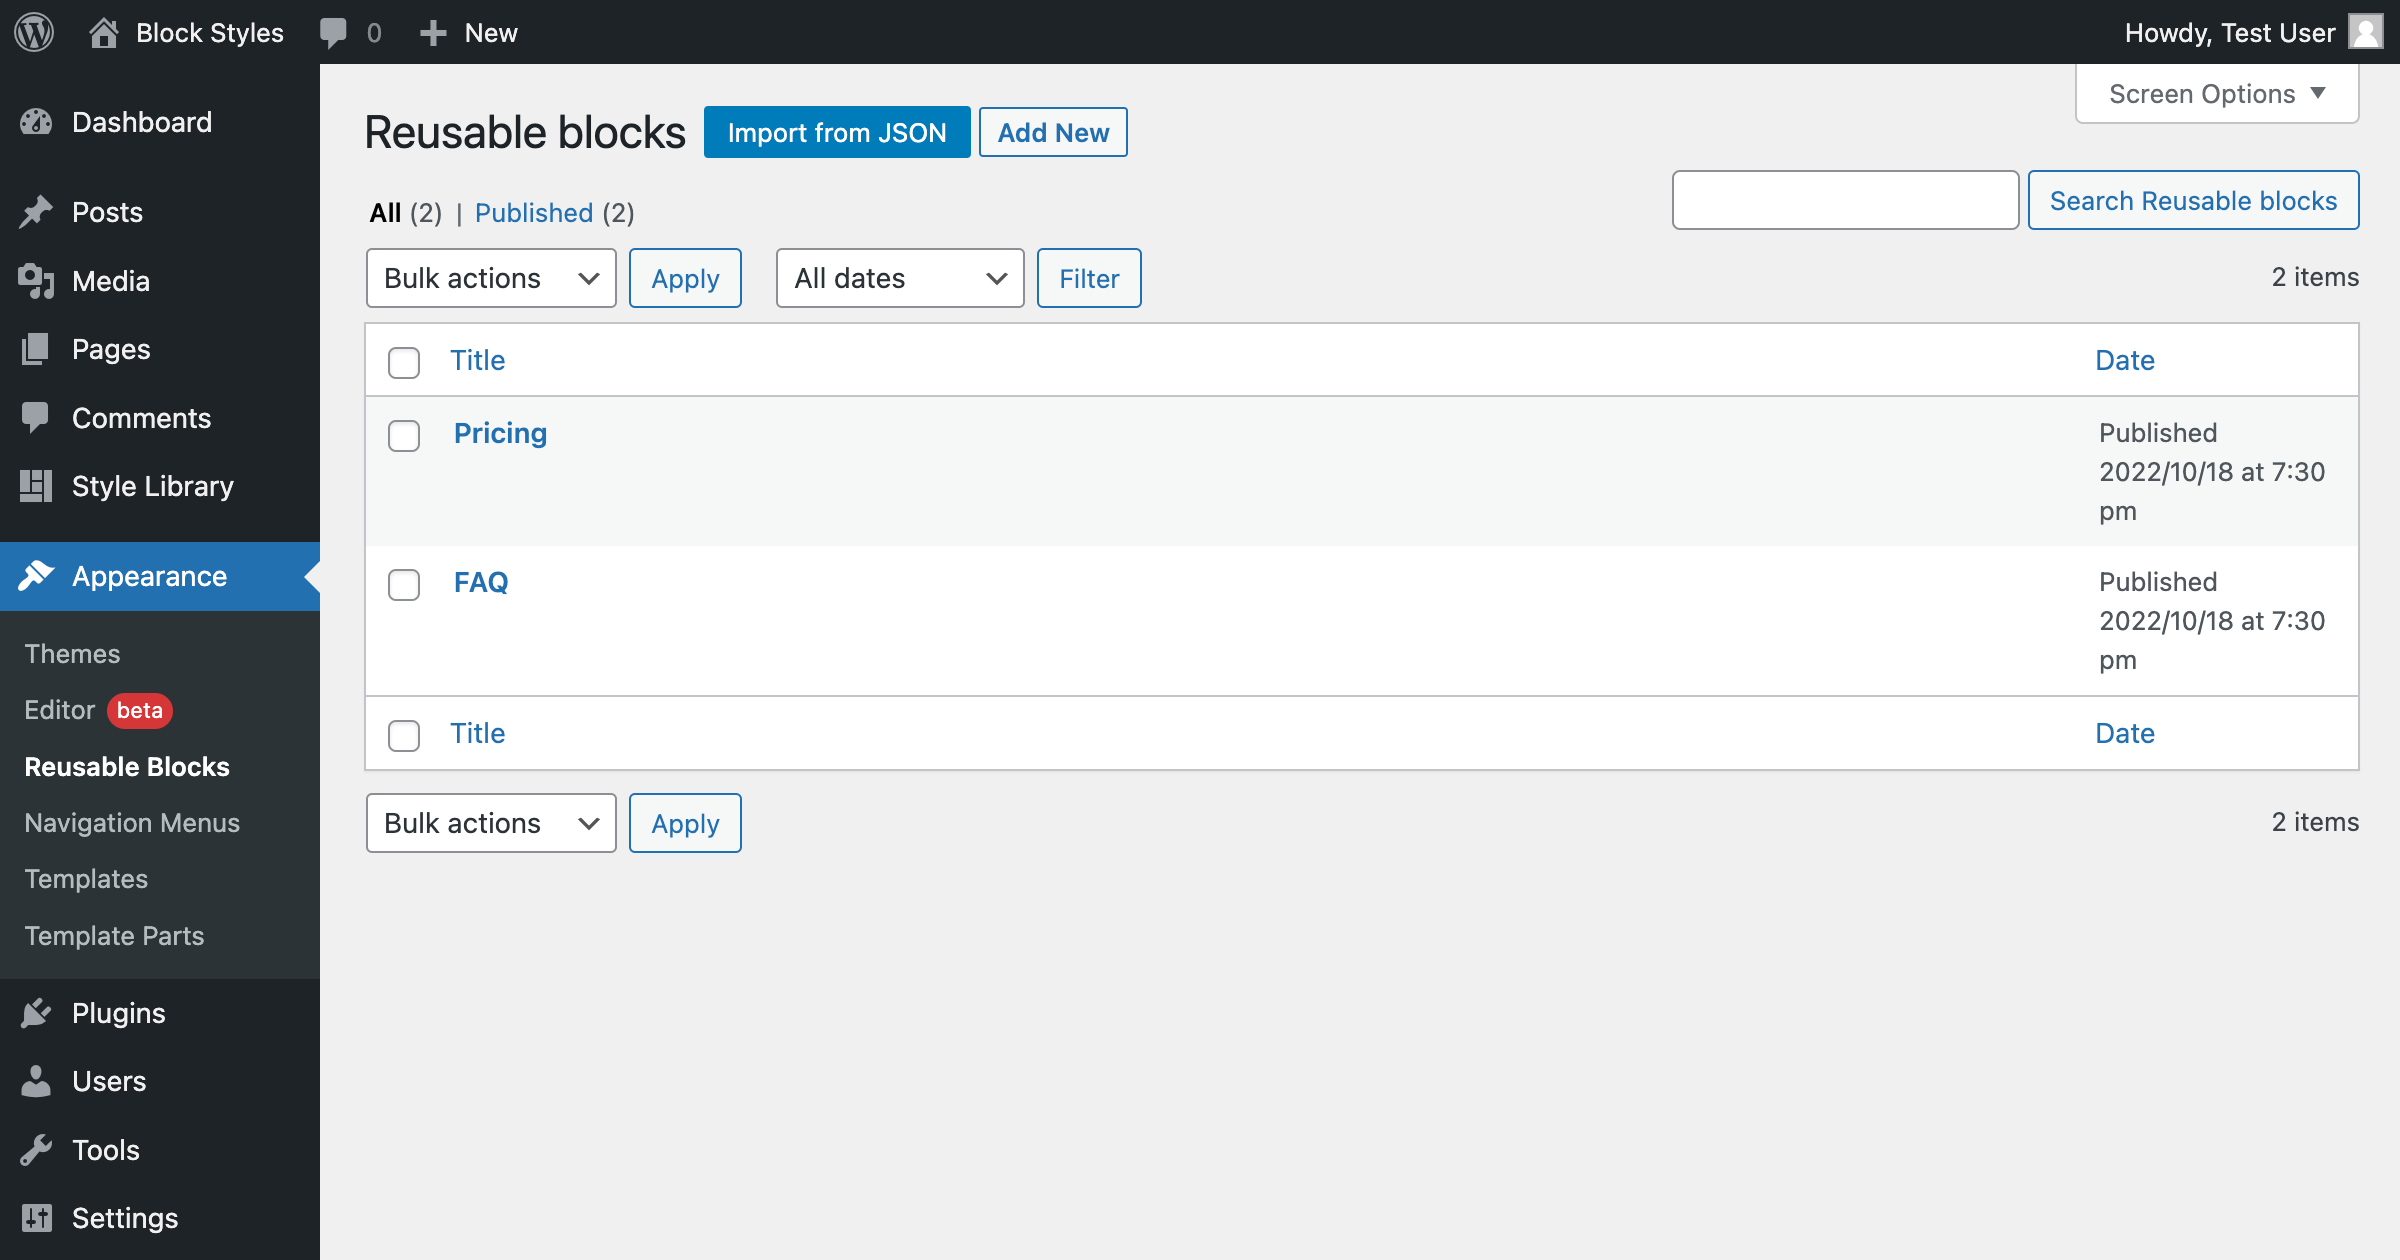 Block Styles 0 New Howdy, Test User
Screen Options
Dashboard
Posts
Media
Pages
Comments
Style Library
Appearance
Themes
Editor beta
Reusable Blocks
Navigation Menus
Templates
Template Parts
Plugins
Users
Tools
Settings
Reusable blocks Import from JSON Add New
All (2) | Published (2)
Search Reusable blocks
Bulk actions Apply All dates Filter 2 items
Title Date
Pricing Published
2022/10/18 at 7:30
pm
FAQ Published
2022/10/18 at 7:30
pm
Title Date
Bulk actions Apply 2 items